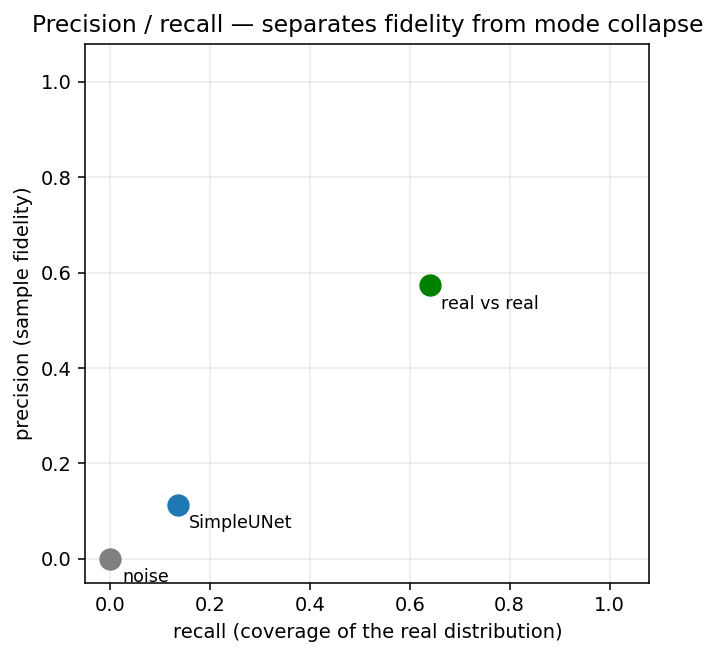 Precision / recall — separates fidelity from mode collapse
precision (sample fidelity)
1.0
0.8
0.6
0.4
0.2
0.0
real vs real
SimpleUNet
noise
0.0 0.2 0.4 0.6 0.8 1.0
recall (coverage of the real distribution)